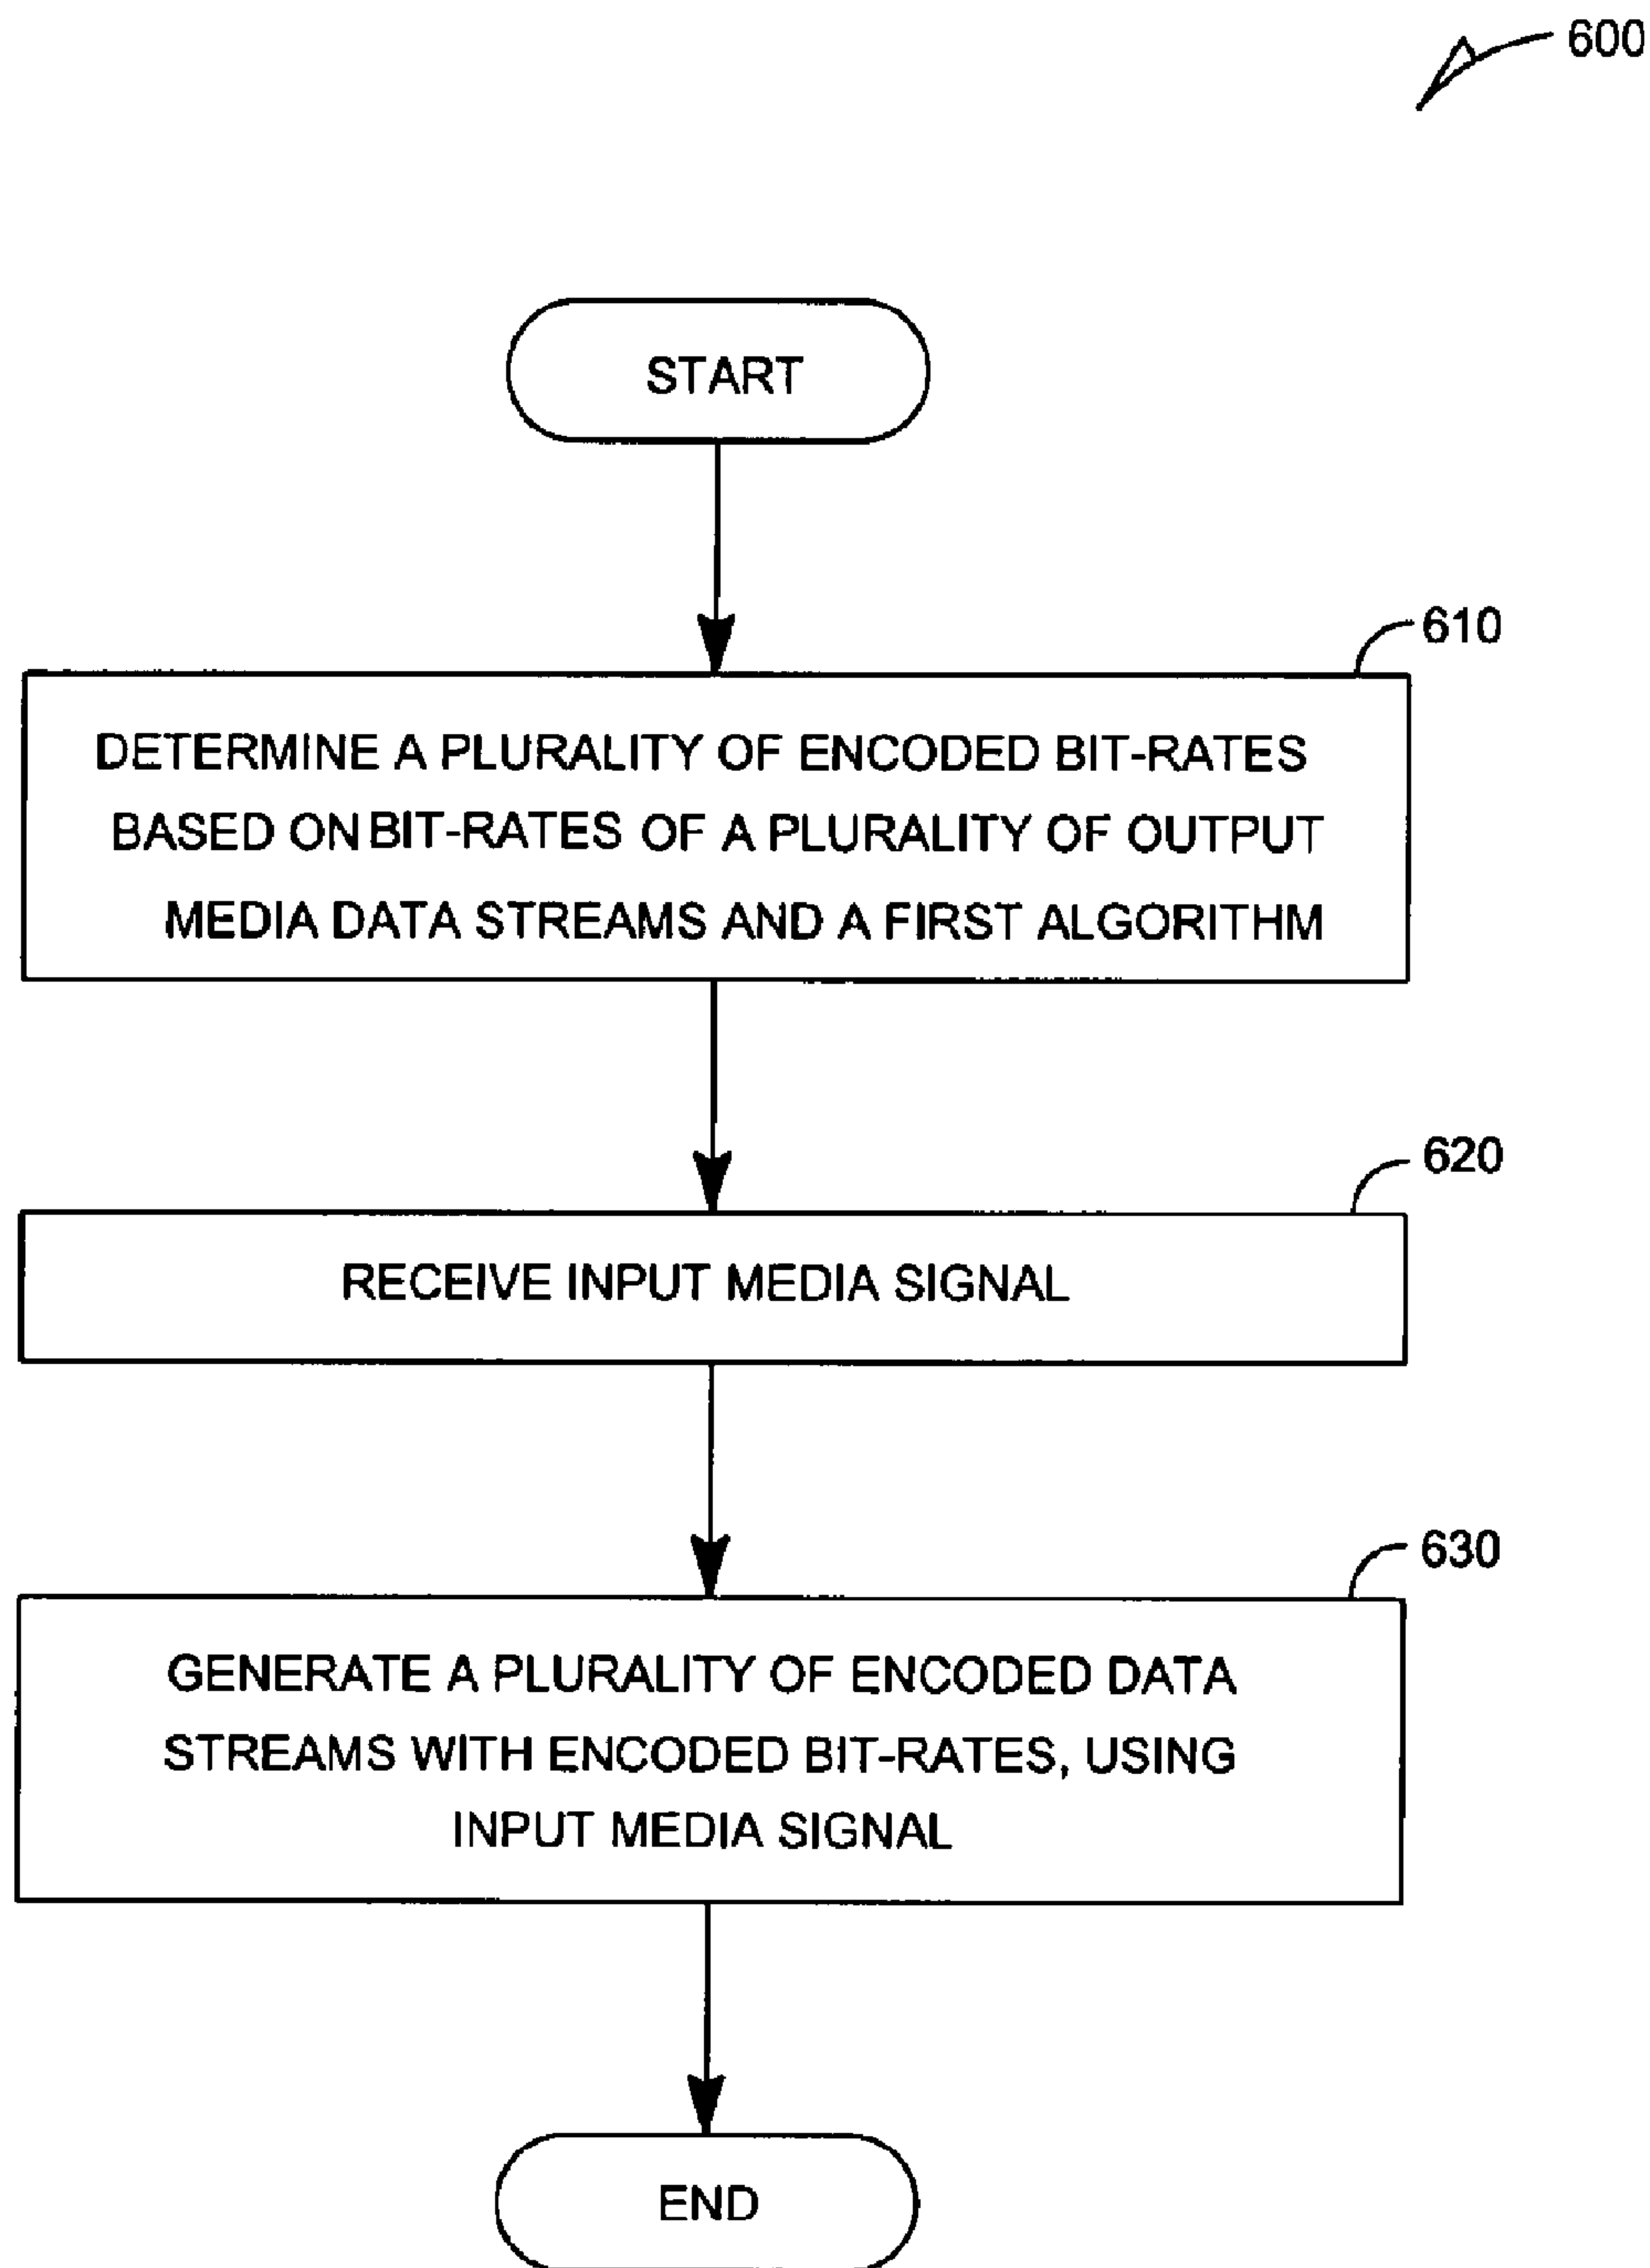 600
START
610
DETERMINE A PLURALITY OF ENCODED BIT-RATES
BASED ON BIT-RATES OF A PLURALITY OF OUTPUT
MEDIA DATA STREAMS AND A FIRST ALGORITHM
620
RECEIVE INPUT MEDIA SIGNAL
630
GENERATE A PLURALITY OF ENCODED DATA
STREAMS WITH ENCODED BIT-RATES, USING
INPUT MEDIA SIGNAL
END